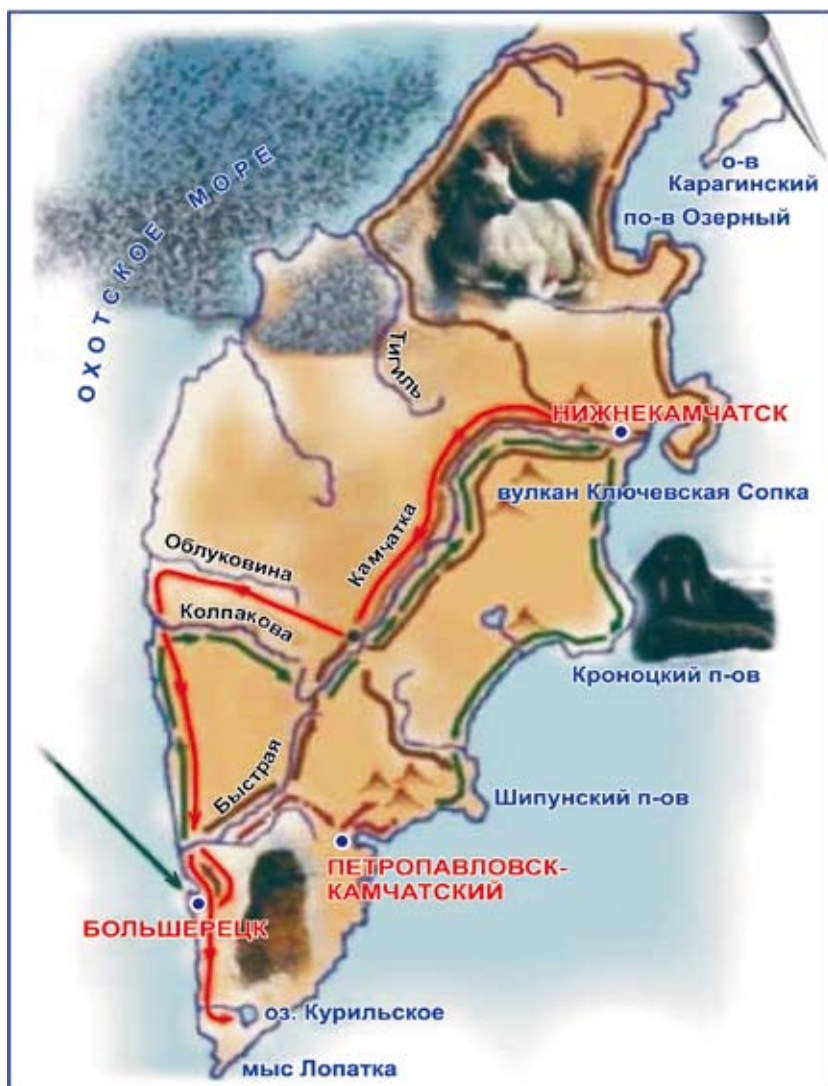 ОХОТСКОЕ МОРЕ
о-в
Карагинский
по-в Озерный
Тигиль
НИЖНЕКАМЧАТСК
вулкан Ключевская Сопка
Камчатка
Облуковина
Колпакова
Кроноцкий п-ов
Быстрая
Шипунский п-ов
ПЕТРОПАВЛОВСК-
КАМЧАТСКИЙ
БОЛЬШЕРЕЦК
оз. Курильское
мыс Лопатка